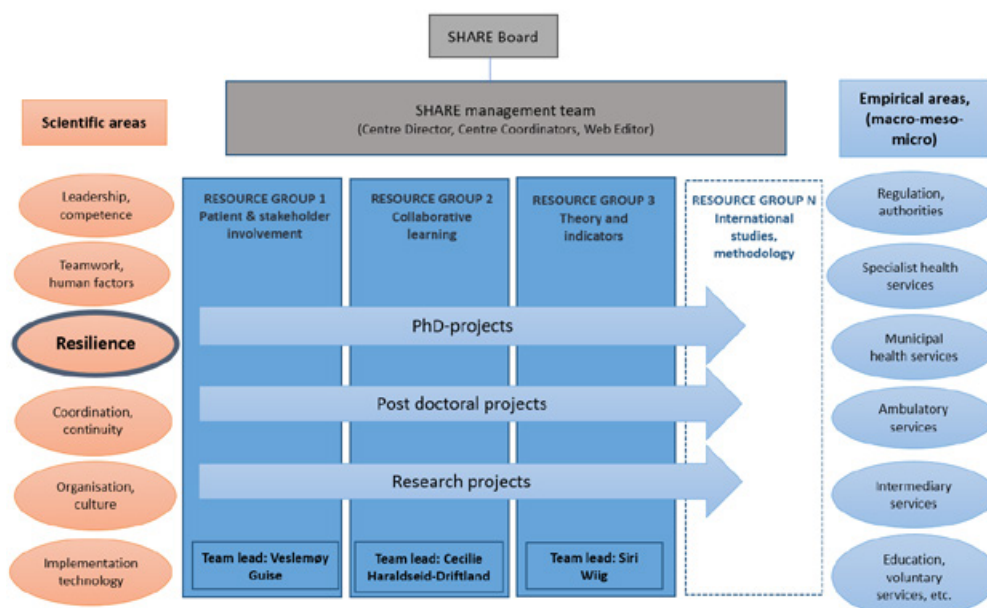 SHARE Board
SHARE management team
(Centre Director, Centre Coordinators, Web Editor)
Scientific areas
Leadership,
competence
Teamwork,
human factors
Resilience
Coordination,
continuity
Organisation,
culture
Implementation
technology
RESOURCE GROUP 1
Patient & stakeholder
involvement
RESOURCE GROUP 2
Collaborative
learning
RESOURCE GROUP 3
Theory and
indicators
RESOURCE GROUP N
International
studies,
methodology
PhD-projects
Post doctoral projects
Research projects
Team lead: Veslemøy
Guise
Team lead: Cecilie
Haraldseid-Driftland
Team lead: Siri
Wiig
Empirical areas,
(macro-meso-
micro)
Regulation,
authorities
Specialist health
services
Municipal
health services
Ambulatory
services
Intermediary
services
Education,
voluntary
services, etc.